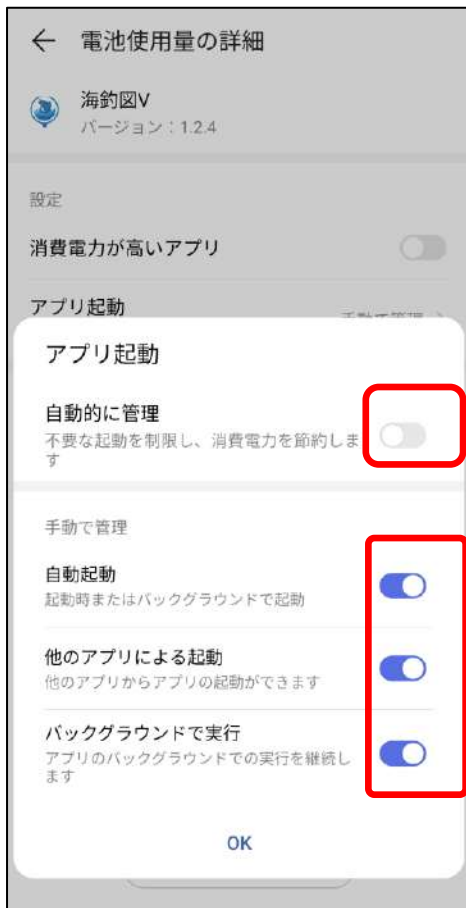 ← 電池使用量の詳細
海釣図V
バージョン：1.2.4
設定
消費電力が高いアプリ
アプリ起動
手動で管理
アプリ起動
自動的に管理
不要な起動を制限し、消費電力を節約しま
す
手動で管理
自動起動
起動時またはバックグラウンドで起動
他のアプリによる起動
他のアプリからアプリの起動ができます
バックグラウンドで実行
アプリのバックグラウンドでの実行を継続し
ます
OK